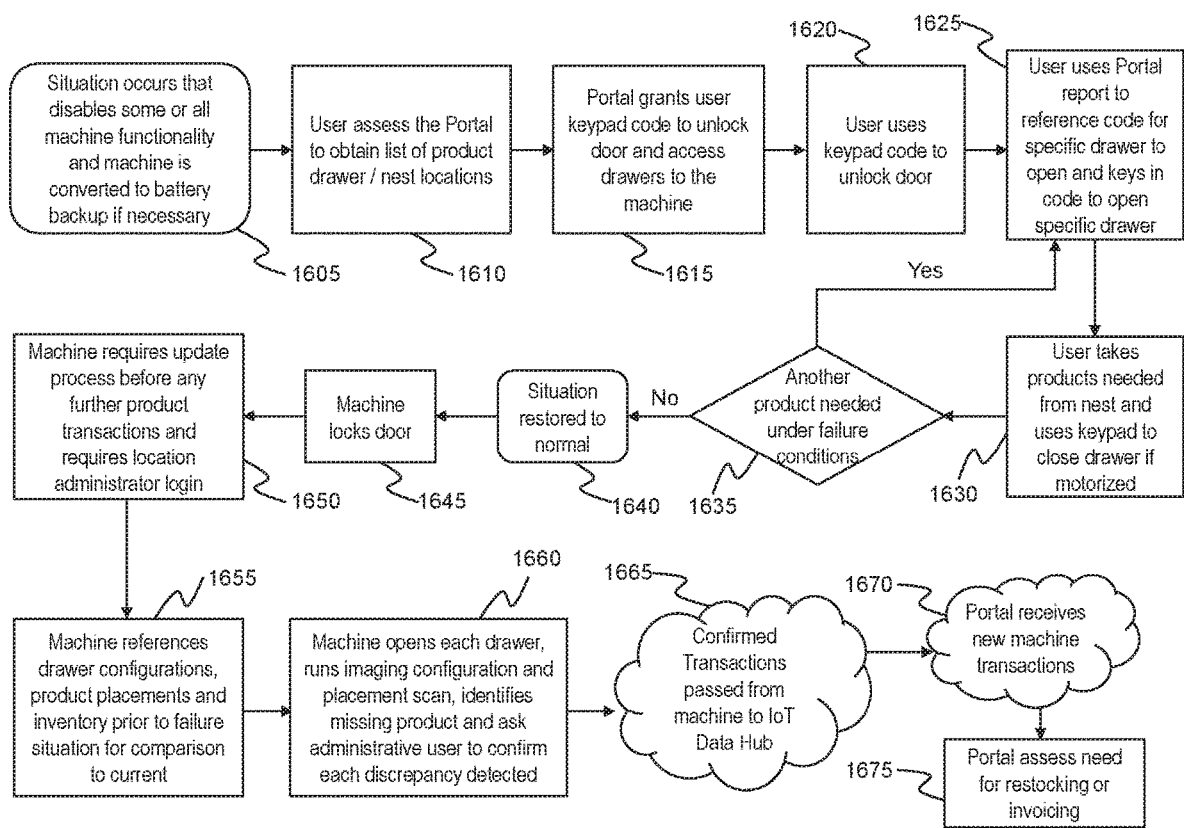 1620
1625
Situation occurs that
disables some or all
machine functionality
and machine is
converted to battery
backup if necessary
1605
User assess the Portal
to obtain list of product
drawer / nest locations
1610
Portal grants user
keypad code to unlock
door and access
drawers to the
machine
1615
User uses
keypad code to
unlock door
User uses Portal
report to
reference code for
specific drawer to
open and keys in
code to open
specific drawer
Yes
User takes
products needed
from nest and
uses keypad to
close drawer if
motorized
1630
Another
product needed
under failure
conditions
1635
No
Situation
restored to
normal
1640
Machine
locks door
1645
Machine requires update
process before any
further product
transactions and
requires location
administrator login
1650
1655
Machine references
drawer configurations,
product placements and
inventory prior to failure
situation for comparison
to current
1660
Machine opens each drawer,
runs imaging configuration and
placement scan, identifies
missing product and ask
administrative user to confirm
each discrepancy detected
1665
Confirmed
Transactions
passed from
machine to IoT
Data Hub
1670
Portal receives
new machine
transactions
1675
Portal assess need
for restocking or
invoicing